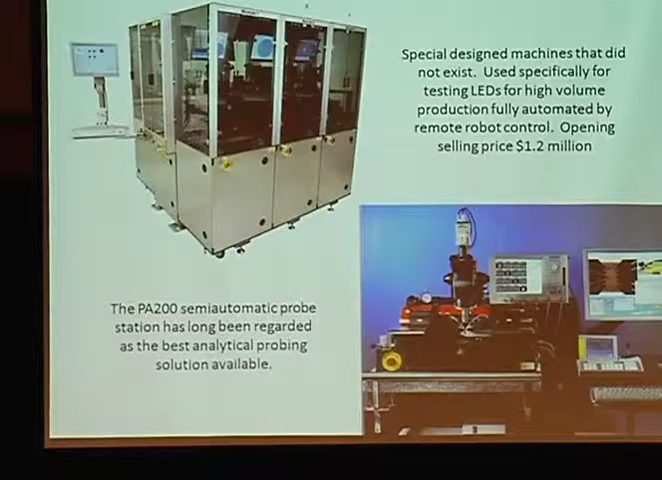 Special designed machines that did
not exist. Used specifically for
testing LEDs for high volume
production fully automated by
remote robot control. Opening
selling price $1.2 million
The PA200 semiautomatic probe
station has long been regarded
as the best analytical probing
solution available.